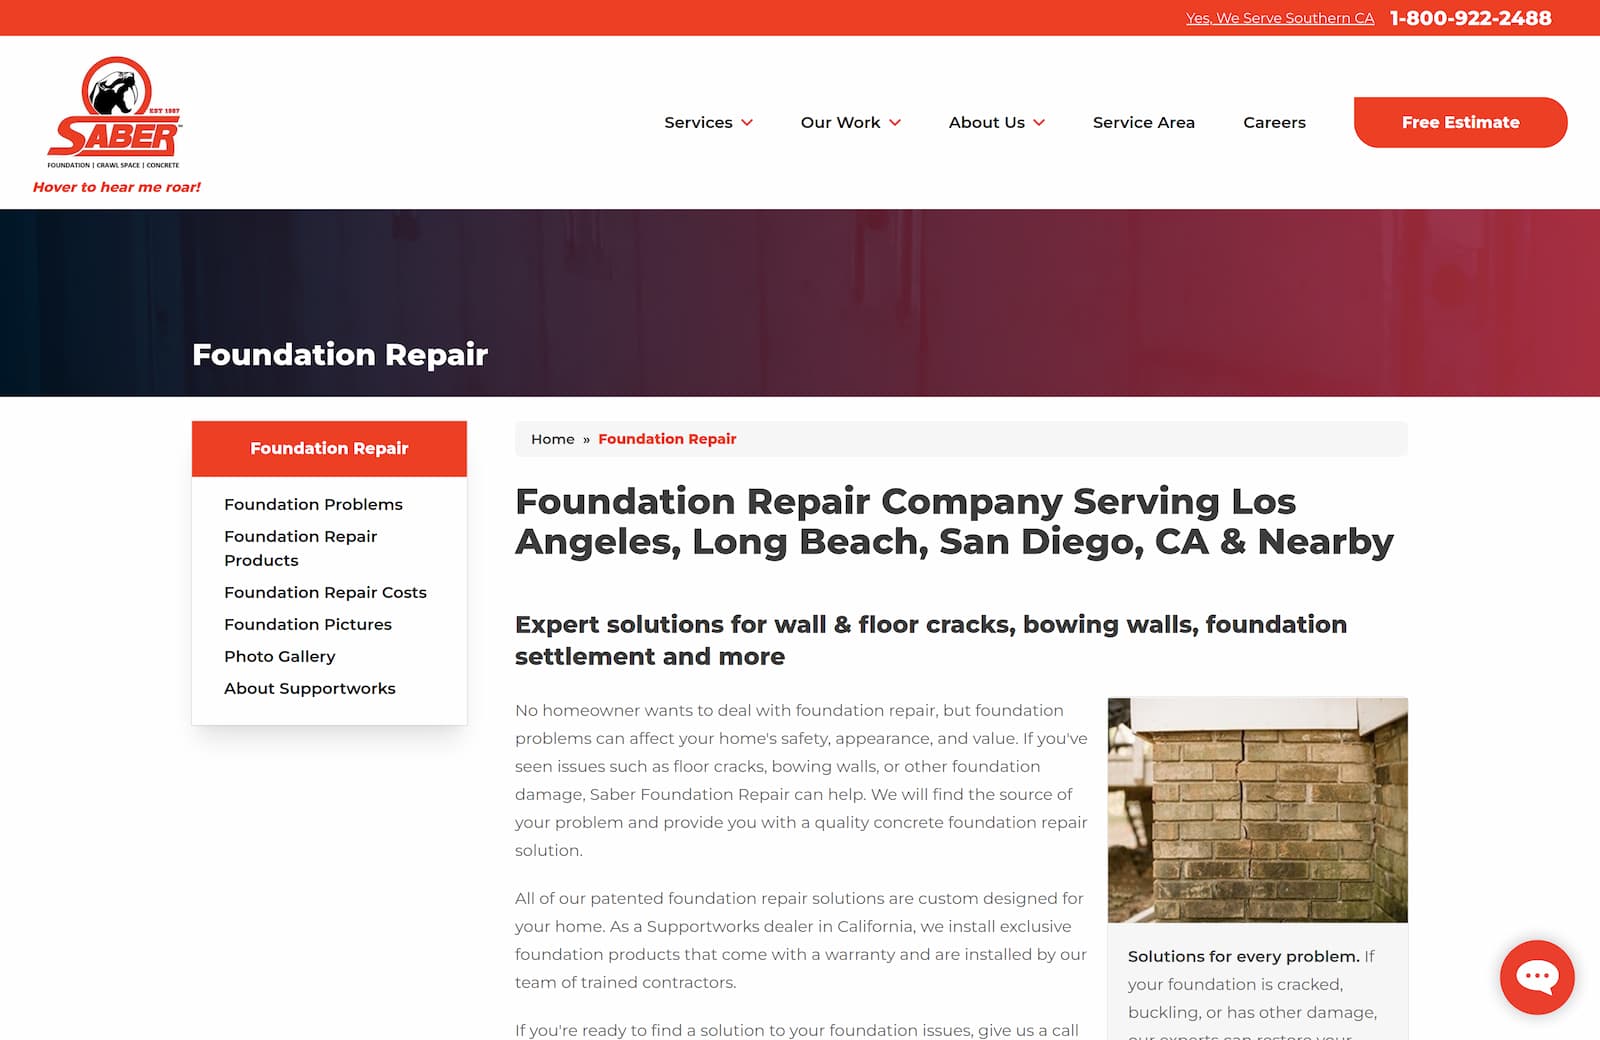 Yes, We Serve Southern CA 1-800-922-2488
EST 1987
SABER
FOUNDATION | CRAWL SPACE | CONCRETE
Hover to hear me roar!
Services Our Work About Us Service Area Careers Free Estimate
Foundation Repair
Foundation Repair
Foundation Problems
Foundation Repair
Products
Foundation Repair Costs
Foundation Pictures
Photo Gallery
About Supportworks
Home » Foundation Repair
Foundation Repair Company Serving Los
Angeles, Long Beach, San Diego, CA & Nearby
Expert solutions for wall & floor cracks, bowing walls, foundation
settlement and more
No homeowner wants to deal with foundation repair, but foundation
problems can affect your home's safety, appearance, and value. If you've
seen issues such as floor cracks, bowing walls, or other foundation
damage, Saber Foundation Repair can help. We will find the source of
your problem and provide you with a quality concrete foundation repair
solution.
All of our patented foundation repair solutions are custom designed for
your home. As a Supportworks dealer in California, we install exclusive
foundation products that come with a warranty and are installed by our
team of trained contractors.
If you're ready to find a solution to your foundation issues, give us a call
Solutions for every problem. If
your foundation is cracked,
buckling, or has other damage,
our experts can restore your